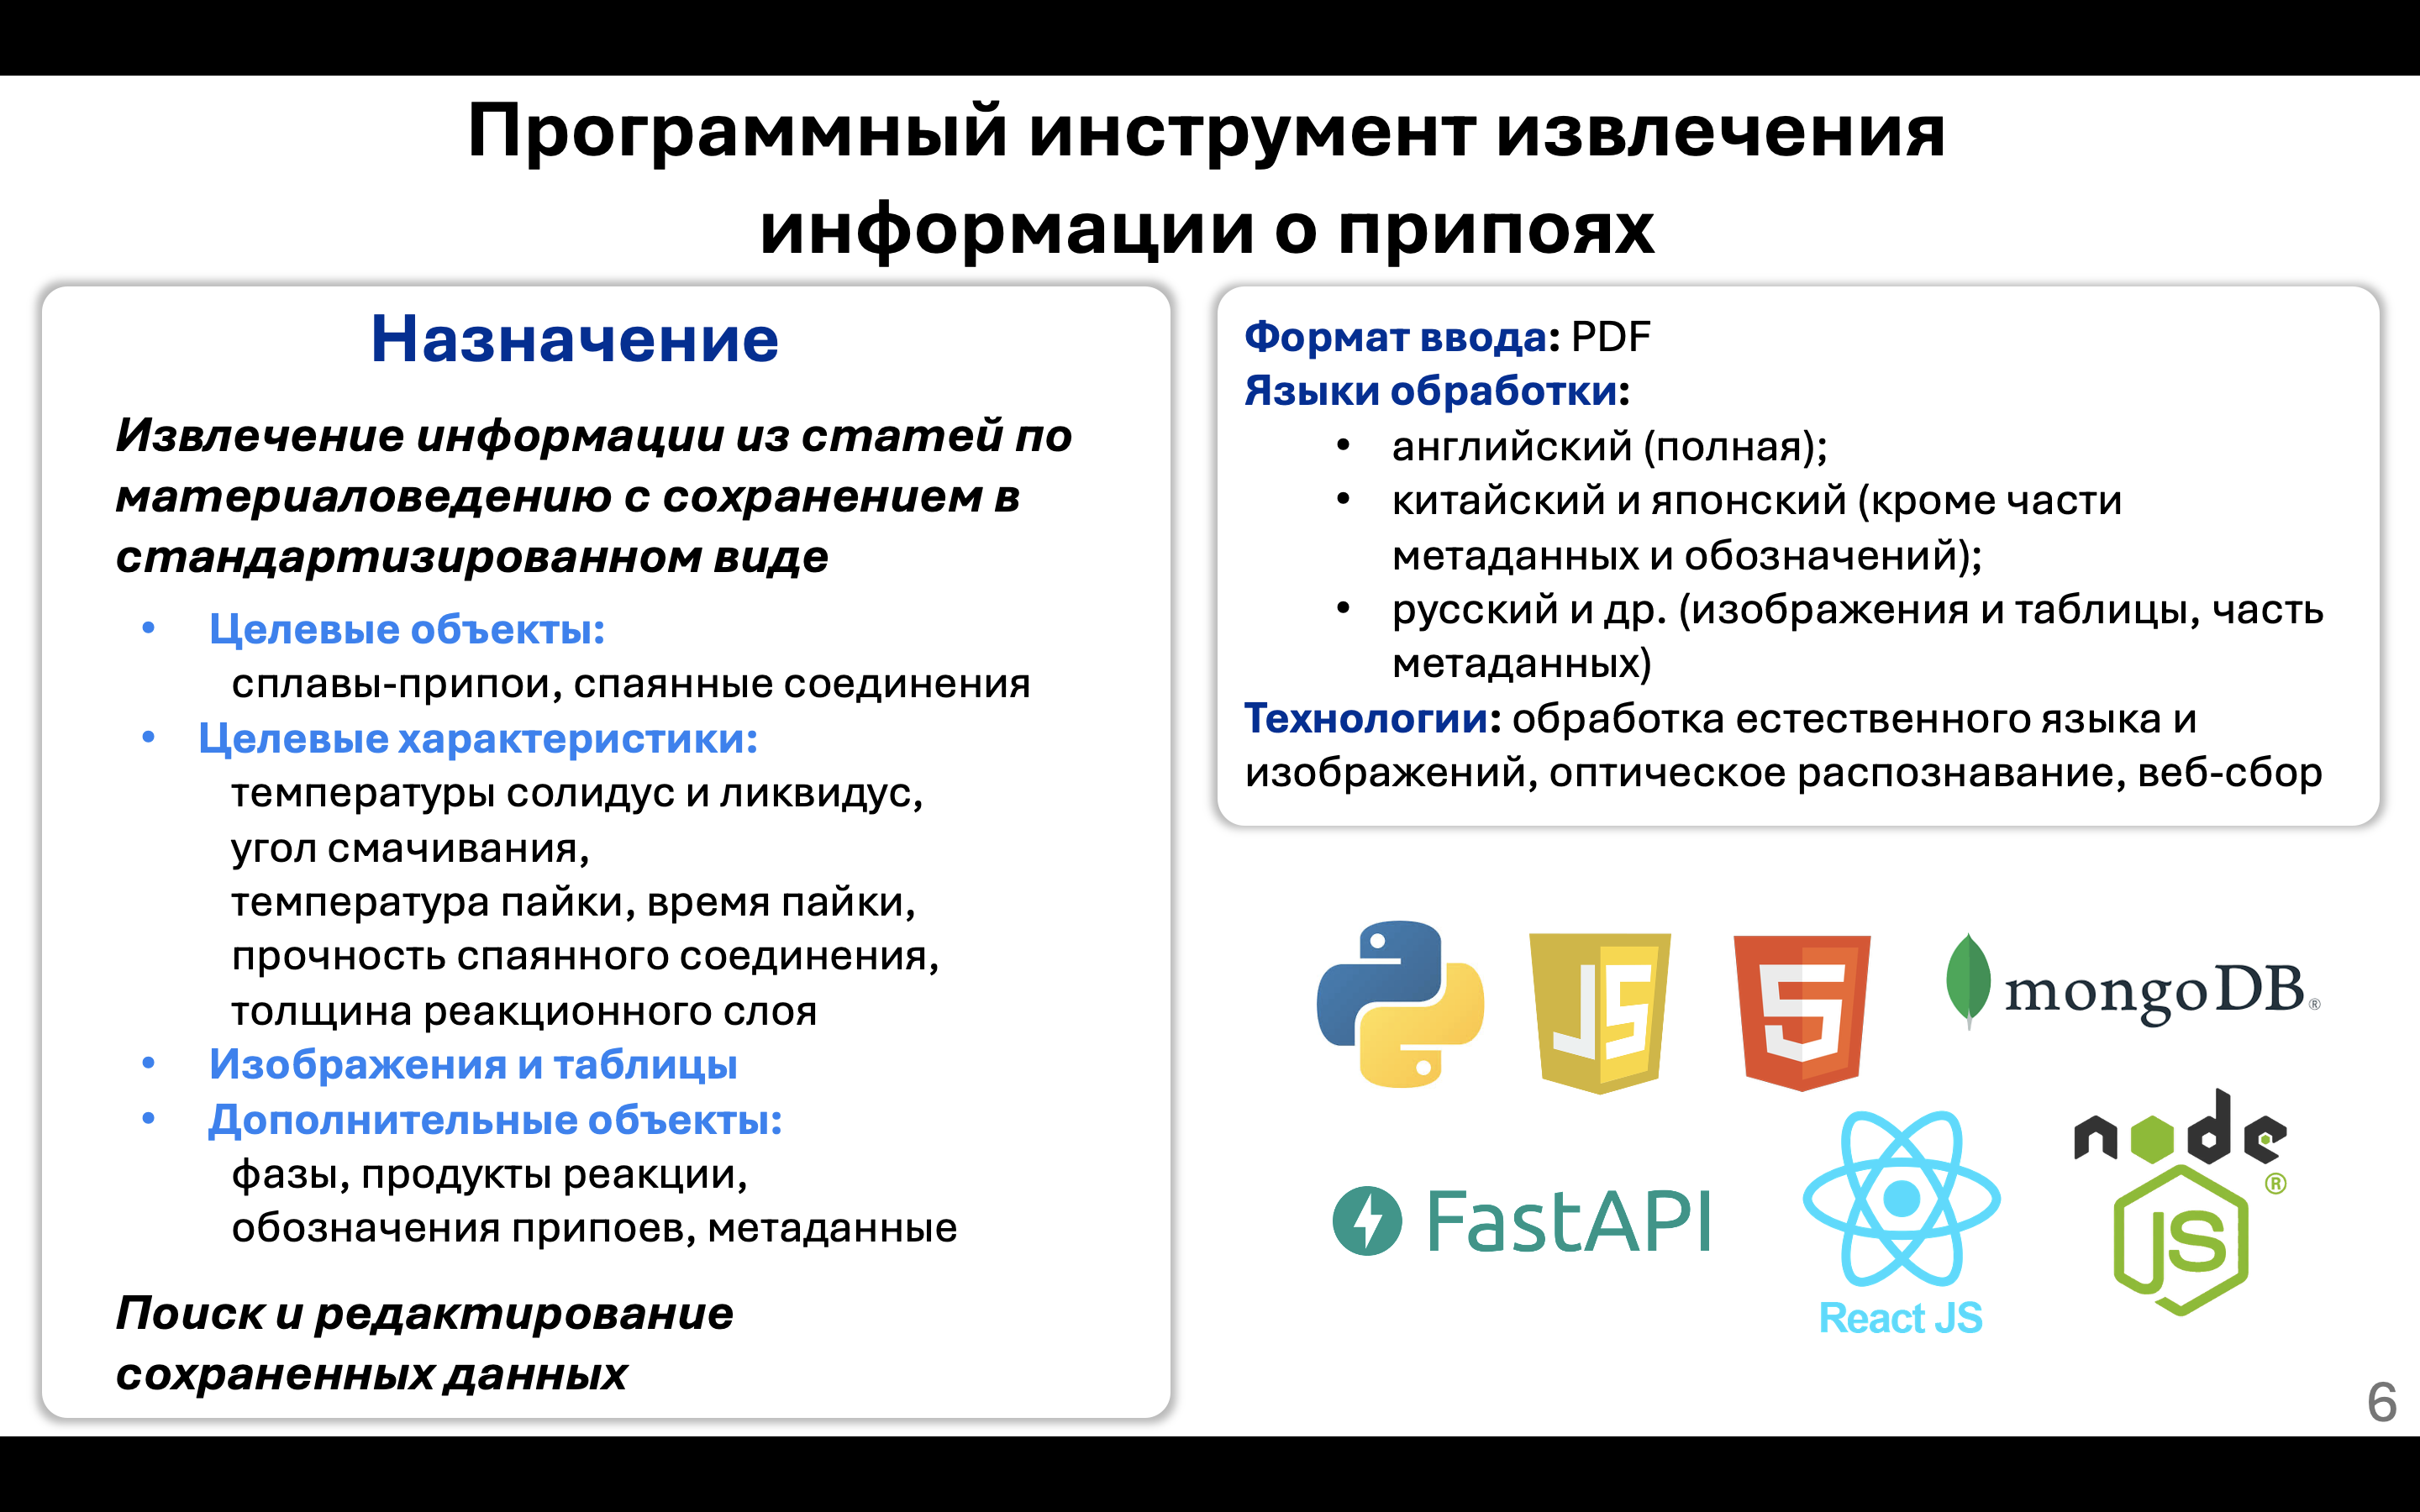 Программный инструмент извлечения
информации о припоях
Назначение
Извлечение информации из статей по
материаловедению с сохранением в
стандартизированном виде
• Целевые объекты:
сплавы-припои, спаянные соединения
• Целевые характеристики:
температуры солидус и ликвидус,
угол смачивания,
температура пайки, время пайки,
прочность спаянного соединения,
толщина реакционного слоя
• Изображения и таблицы
• Дополнительные объекты:
фазы, продукты реакции,
обозначения припоев, метаданные
Поиск и редактирование
сохраненных данных
Формат ввода: PDF
Языки обработки:
• английский (полная);
• китайский и японский (кроме части
метаданных и обозначений);
• русский и др. (изображения и таблицы, часть
метаданных)
Технологии: обработка естественного языка и
изображений, оптическое распознавание, веб-сбор
JS
5
mongoDB®
FastAPI
React JS
node
JS®
6